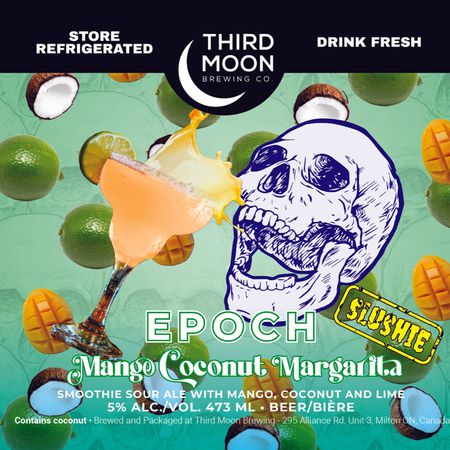 STORE
REFRIGERATED
THIRD
MOON
BREWING CO.
DRINK FRESH
SLUSHIE
EPOCH
Mango Coconut Margarita
SMOOTHIE SOUR ALE WITH MANGO, COCONUT AND LIME
5% ALC./VOL. 473 ML • BEER/BIÈRE
Contains coconut • Brewed and Packaged at Third Moon Brewing - 295 Alliance Rd. Unit 3, Milton ON, Canada